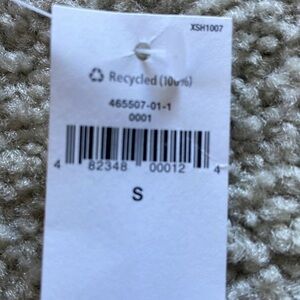 XSH1007
♻ Recycled (100%)
465507-01-1
0001
4 82348 00012 4
S